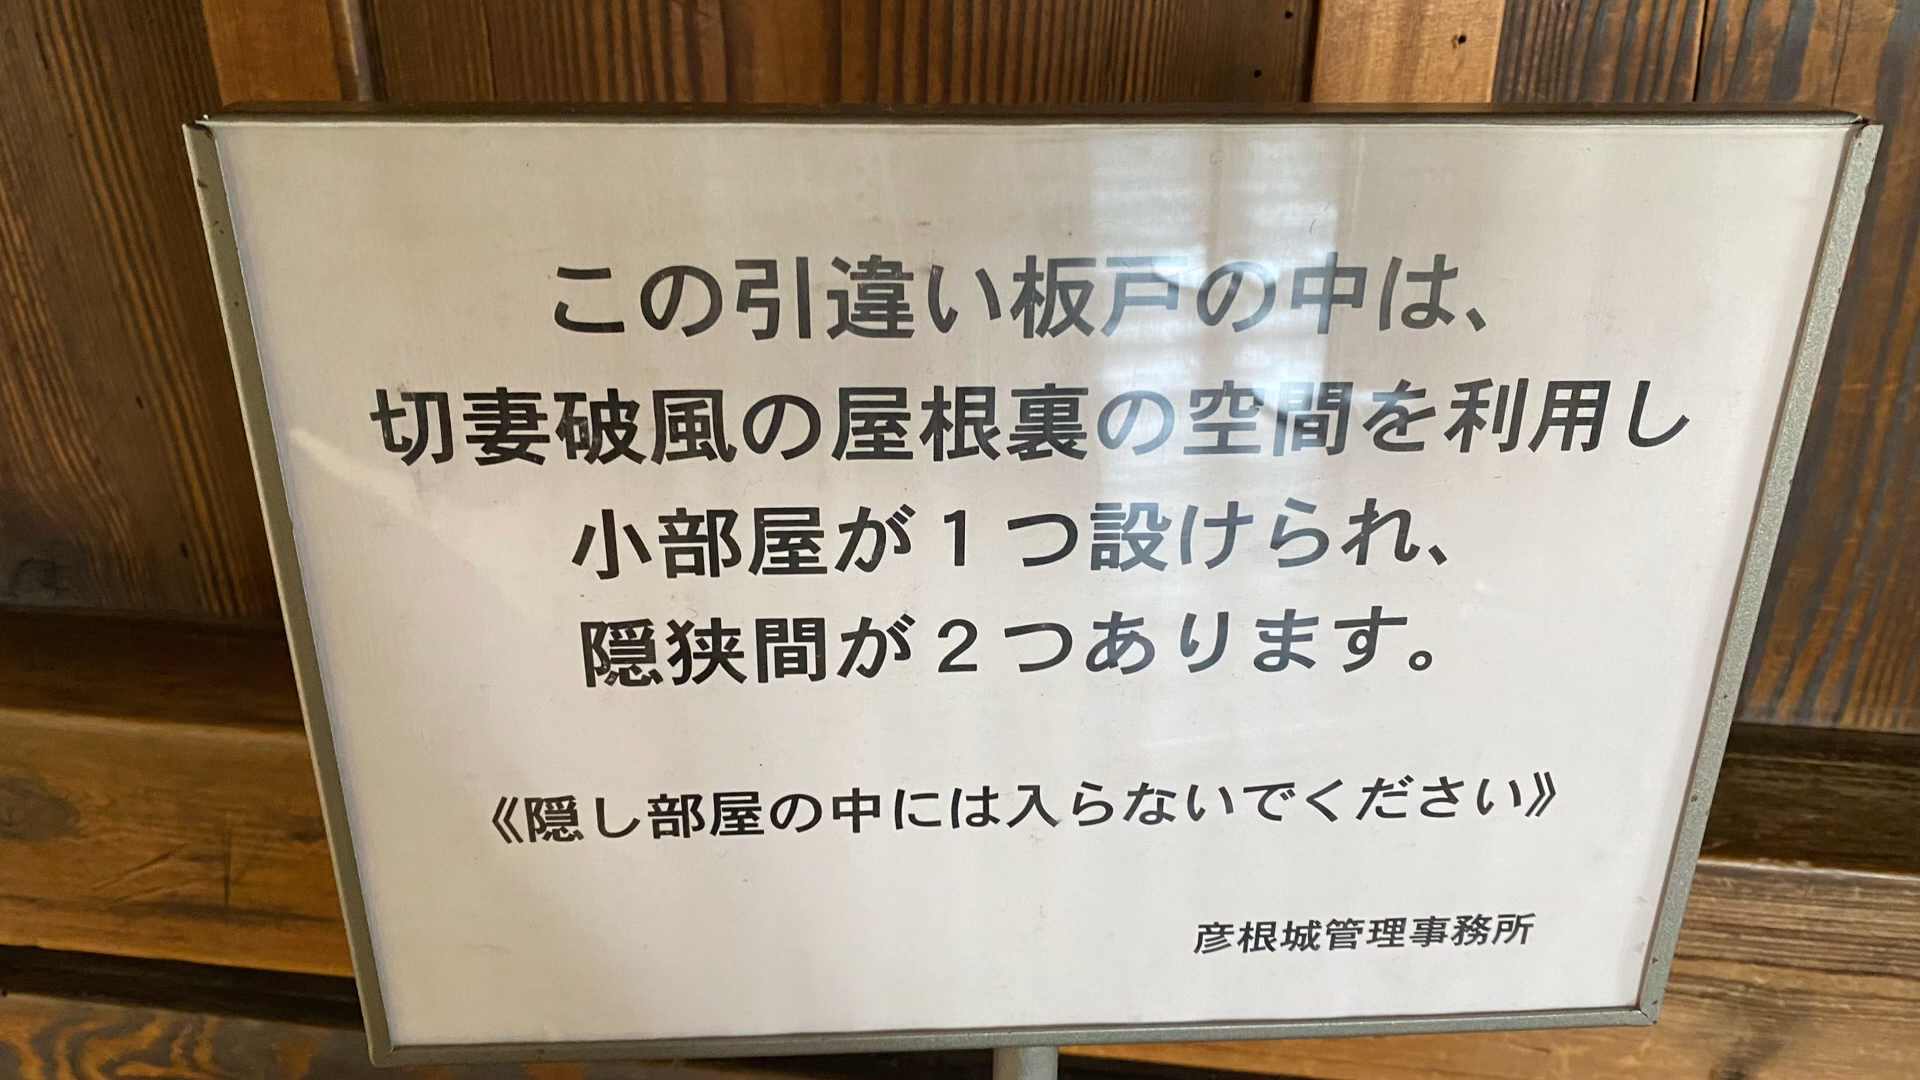 この引違い板戸の中は、
切妻破風の屋根裏の空間を利用し
小部屋が１つ設けられ、
隠狭間が２つあります。
《隠し部屋の中には入らないでください》
彦根城管理事務所